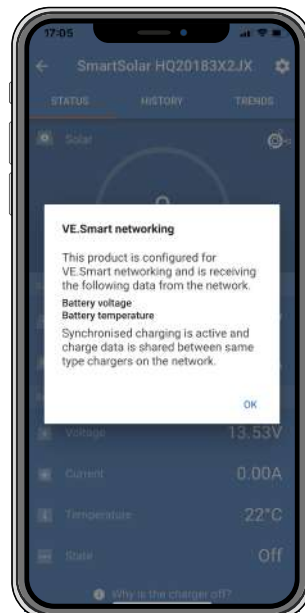 17:05
SmartSolar HQ20183X2JX
STATUS HISTORY TRENDS
Solar
VE.Smart networking
This product is configured for
VE.Smart networking and is receiving
the following data from the network.
Battery voltage
Battery temperature
Synchronised charging is active and
charge data is shared between same
type chargers on the network.
OK
Voltage 13.53V
Current 0.00A
Temperature 22°C
State Off
Why is the charger off?